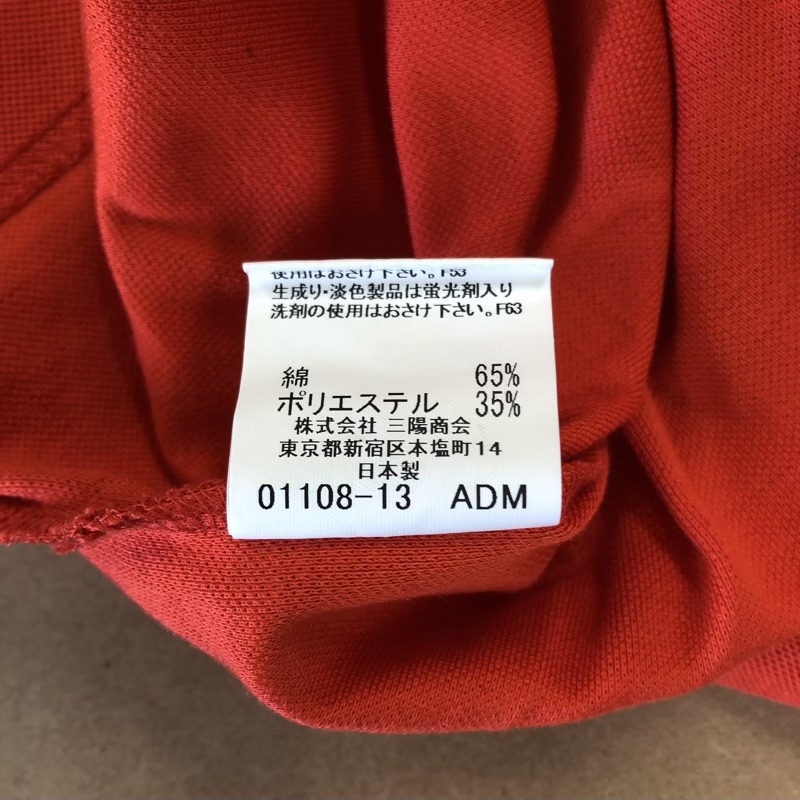 使用はおさけ下さい。F53
生成り・淡色製品は蛍光剤入り
洗剤の使用はおさけ下さい。F63
綿 65%
ポリエステル 35%
株式会社 三陽商会
東京都新宿区本塩町14
日本製
01108-13 ADM